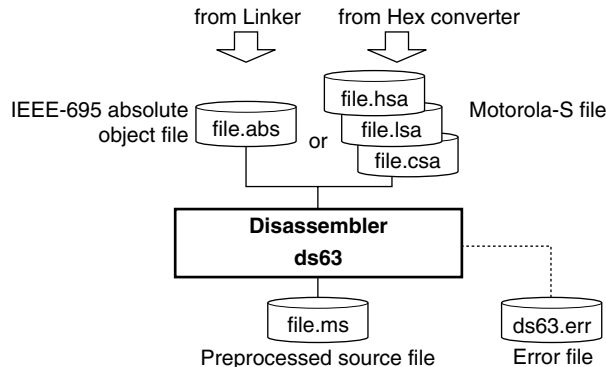 from Linker
from Hex converter
IEEE-695 absolute
object file
file.abs
or
file.hsa
file.lsa
file.csa
Motorola-S file
Disassembler
ds63
file.ms
Preprocessed source file
ds63.err
Error file